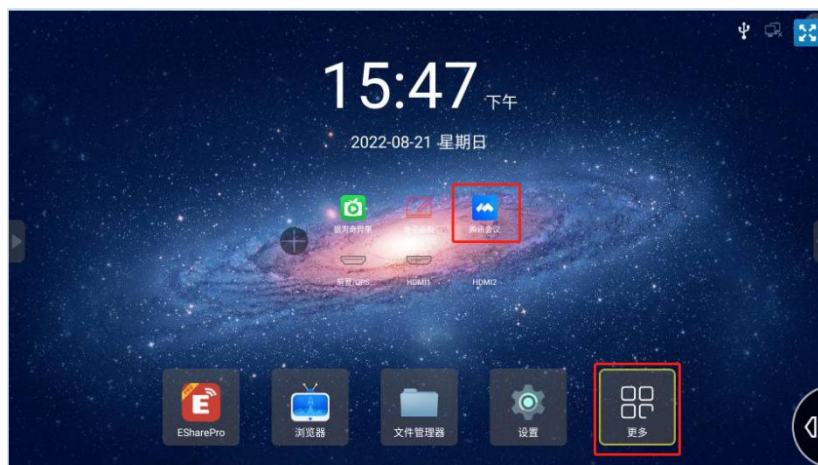 15:47 下午
2022-08-21 星期日
腾讯会议
HDMI1
HDMI2
ESharePro
浏览器
文件管理器
设置
更多